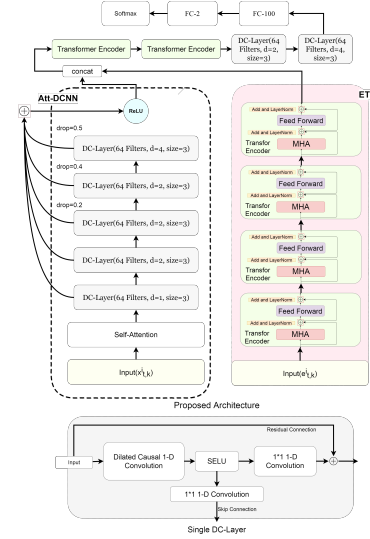 Softmax
FC-2
FC-100
Transformer Encoder
Transformer Encoder
DC-Layer(64
Filters, d=2,
size=3)
DC-Layer(64
Filters, d=4,
size=3)
concat
Att-DCNN
ReLU
drop=0.5
DC-Layer(64 Filters, d=4, size=3)
drop=0.4
DC-Layer(64 Filters, d=2, size=3)
drop=0.2
DC-Layer(64 Filters, d=2, size=3)
DC-Layer(64 Filters, d=2, size=3)
DC-Layer(64 Filters, d=1, size=3)
Self-Attention
Input(xⁱt,k)
ET
Add and LayerNorm
Feed Forward
Add and LayerNorm
Transfor
Encoder
MHA
Add and LayerNorm
Feed Forward
Add and LayerNorm
Transfor
Encoder
MHA
Add and LayerNorm
Feed Forward
Add and LayerNorm
Transfor
Encoder
MHA
Add and LayerNorm
Feed Forward
Add and LayerNorm
Transfor
Encoder
MHA
Input(eⁱt,k)
Proposed Architecture
Residual Connection
Input
Dilated Causal 1-D
Convolution
SELU
1*1 1-D
Convolution
1*1 1-D Convolution
Skip Connection
Single DC-Layer